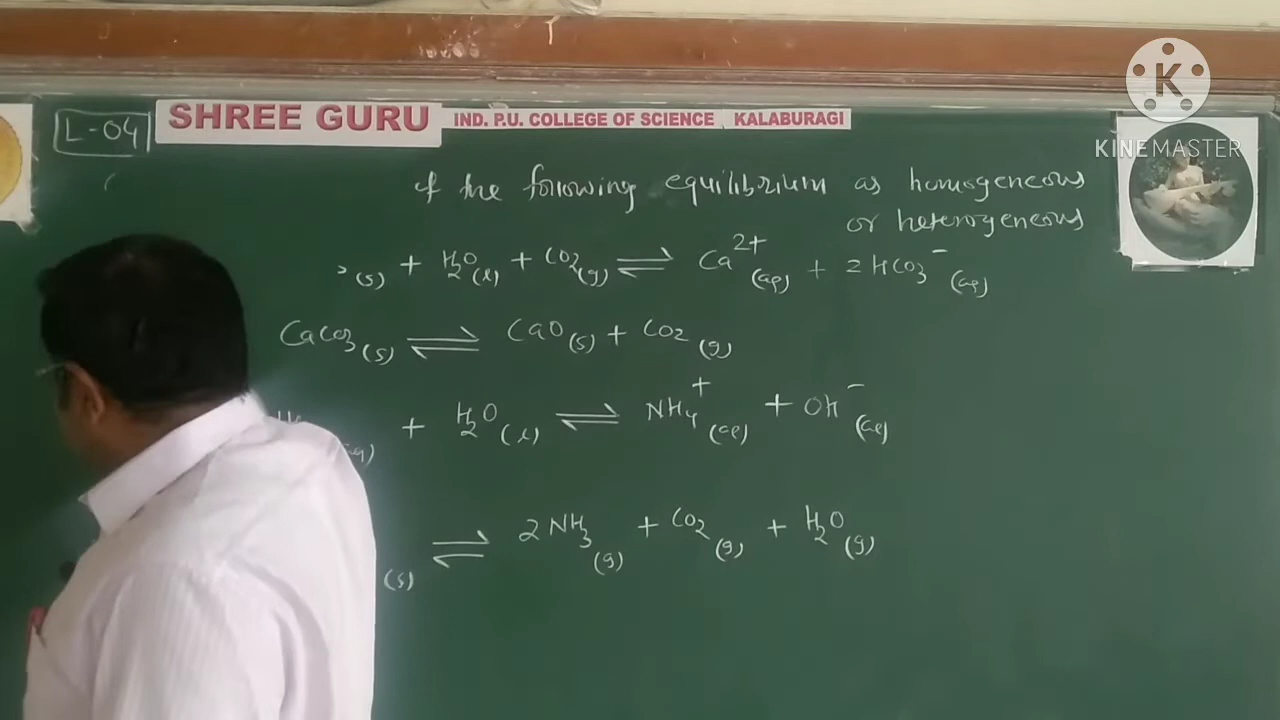 L-04
SHREE GURU IND. P.U. COLLEGE OF SCIENCE, KALABURAGI
KINEMASTER
K
of the following equilibrium as homogeneous
or heterogeneous
3(s) + H2O(l) + CO2(g) ⇌ Ca2+(aq) + 2HCO3-(aq)
CaCO3(s) ⇌ CaO(s) + CO2(g)
+ H2O(l) ⇌ NH4+(aq) + OH-(aq)
(s) ⇌ 2NH3(g) + CO2(g) + H2O(g)